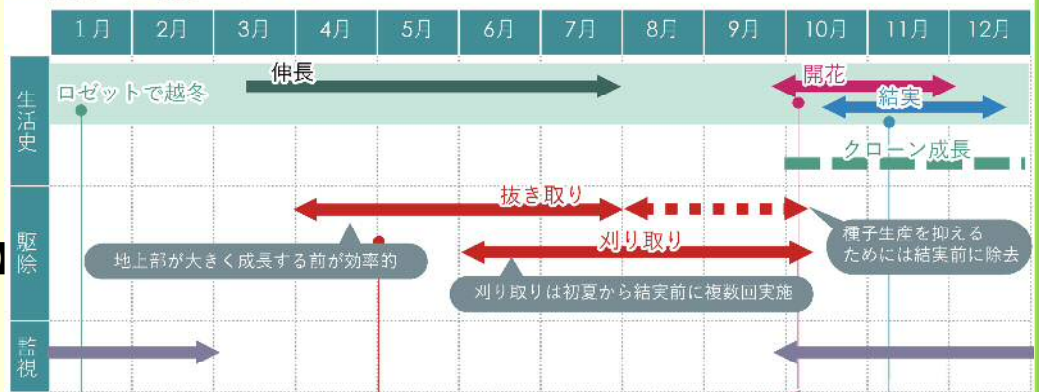 1月 2月 3月 4月 5月 6月 7月 8月 9月 10月 11月 12月
生活史
伸長
開花
ロゼットで越冬
結実
クローン成長
駆除
抜き取り
刈り取り
種子生産を抑える
ためには結実前に除去
地上部が大きく成長する前が効率的
刈り取りは初夏から結実前に複数回実施
監視